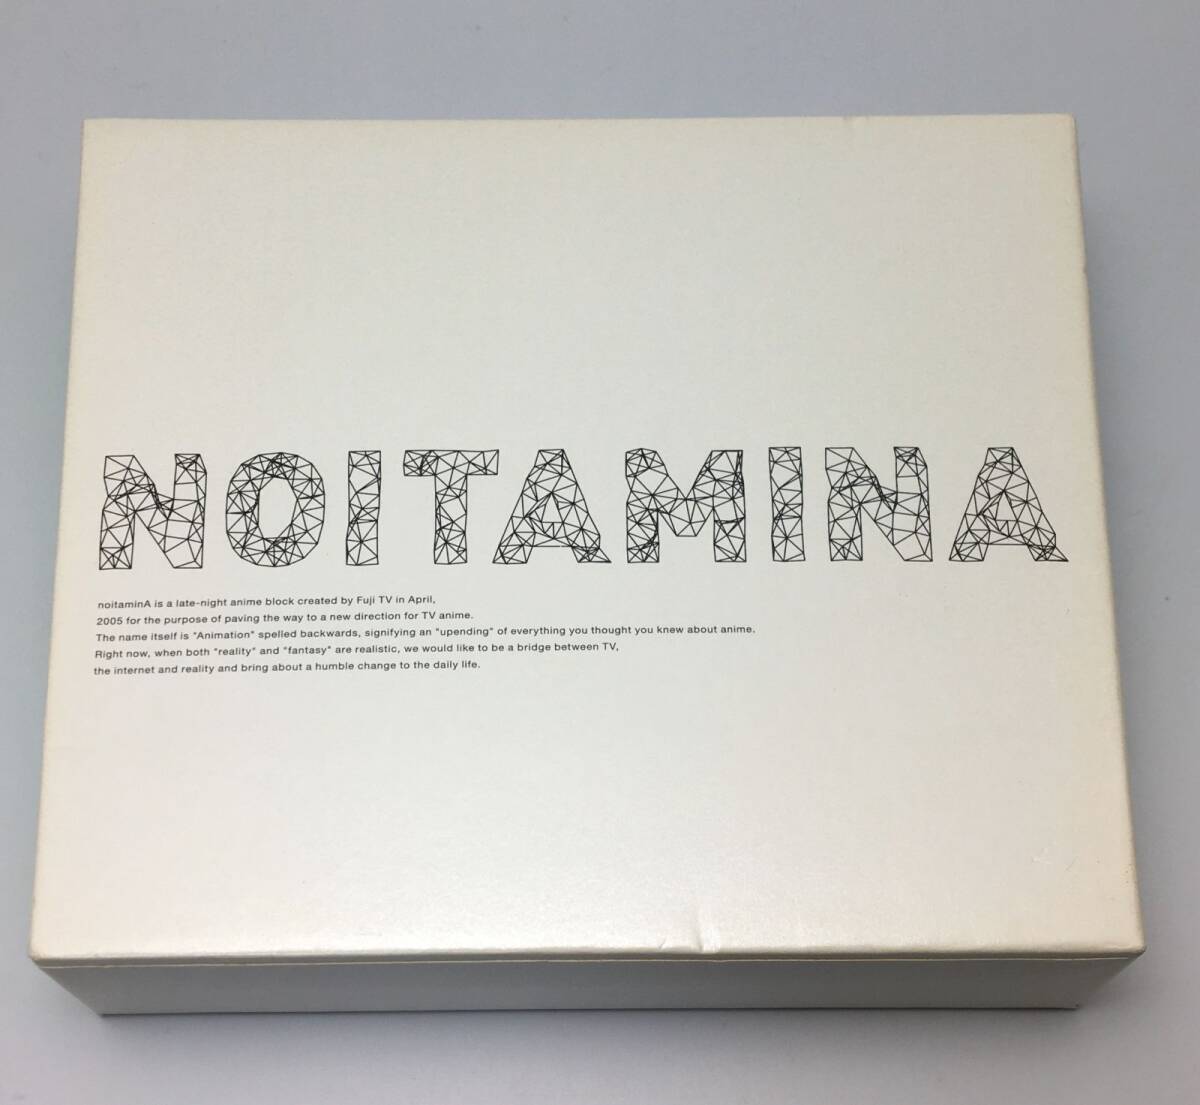 NOITAMINA
noitaminA is a late-night anime block created by Fuji TV in April,
2005 for the purpose of paving the way to a new direction for TV anime.
The name itself is "Animation" spelled backwards, signifying an "upending" of everything you thought you knew about anime.
Right now, when both "reality" and "fantasy" are realistic, we would like to be a bridge between TV,
the internet and reality and bring about a humble change to the daily life.